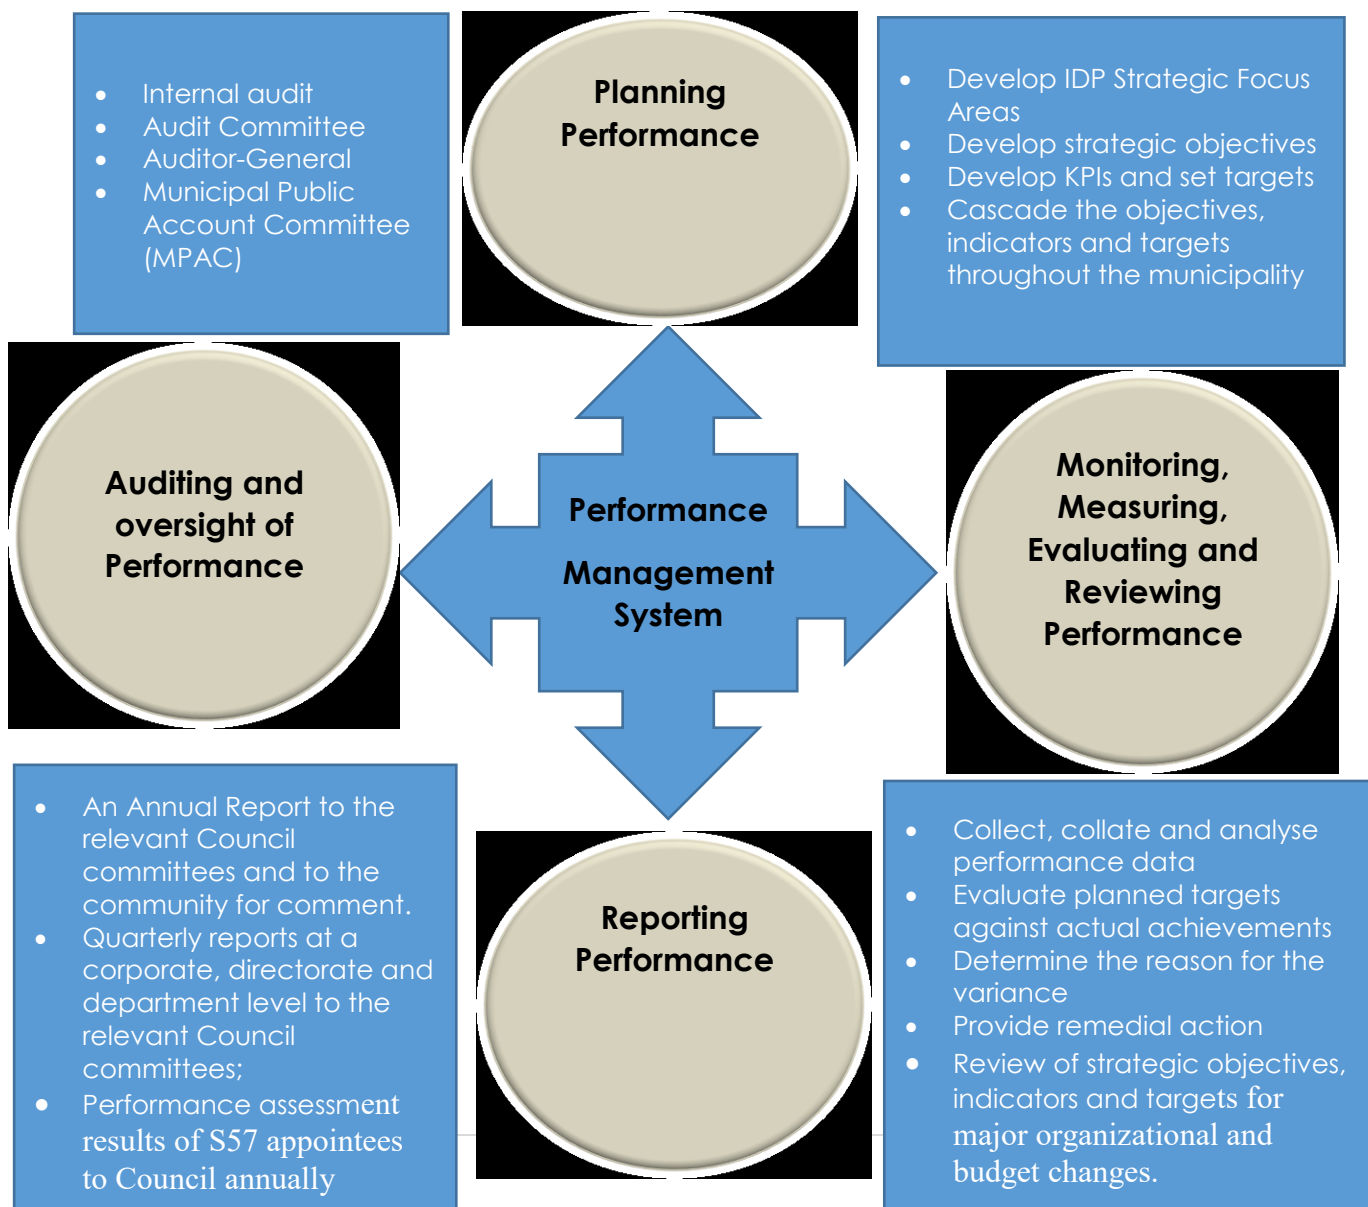 • Internal audit
• Audit Committee
• Auditor-General
• Municipal Public
Account Committee
(MPAC)
Planning
Performance
• Develop IDP Strategic Focus
Areas
• Develop strategic objectives
• Develop KPIs and set targets
• Cascade the objectives,
indicators and targets
throughout the municipality
Auditing and
oversight of
Performance
Performance
Management
System
Monitoring,
Measuring,
Evaluating and
Reviewing
Performance
• An Annual Report to the
relevant Council
committees and to the
community for comment.
• Quarterly reports at a
corporate, directorate and
department level to the
relevant Council
committees;
• Performance assessment
results of S57 appointees
to Council annually
Reporting
Performance
• Collect, collate and analyse
performance data
• Evaluate planned targets
against actual achievements
• Determine the reason for the
variance
• Provide remedial action
• Review of strategic objectives,
indicators and targets for
major organizational and
budget changes.